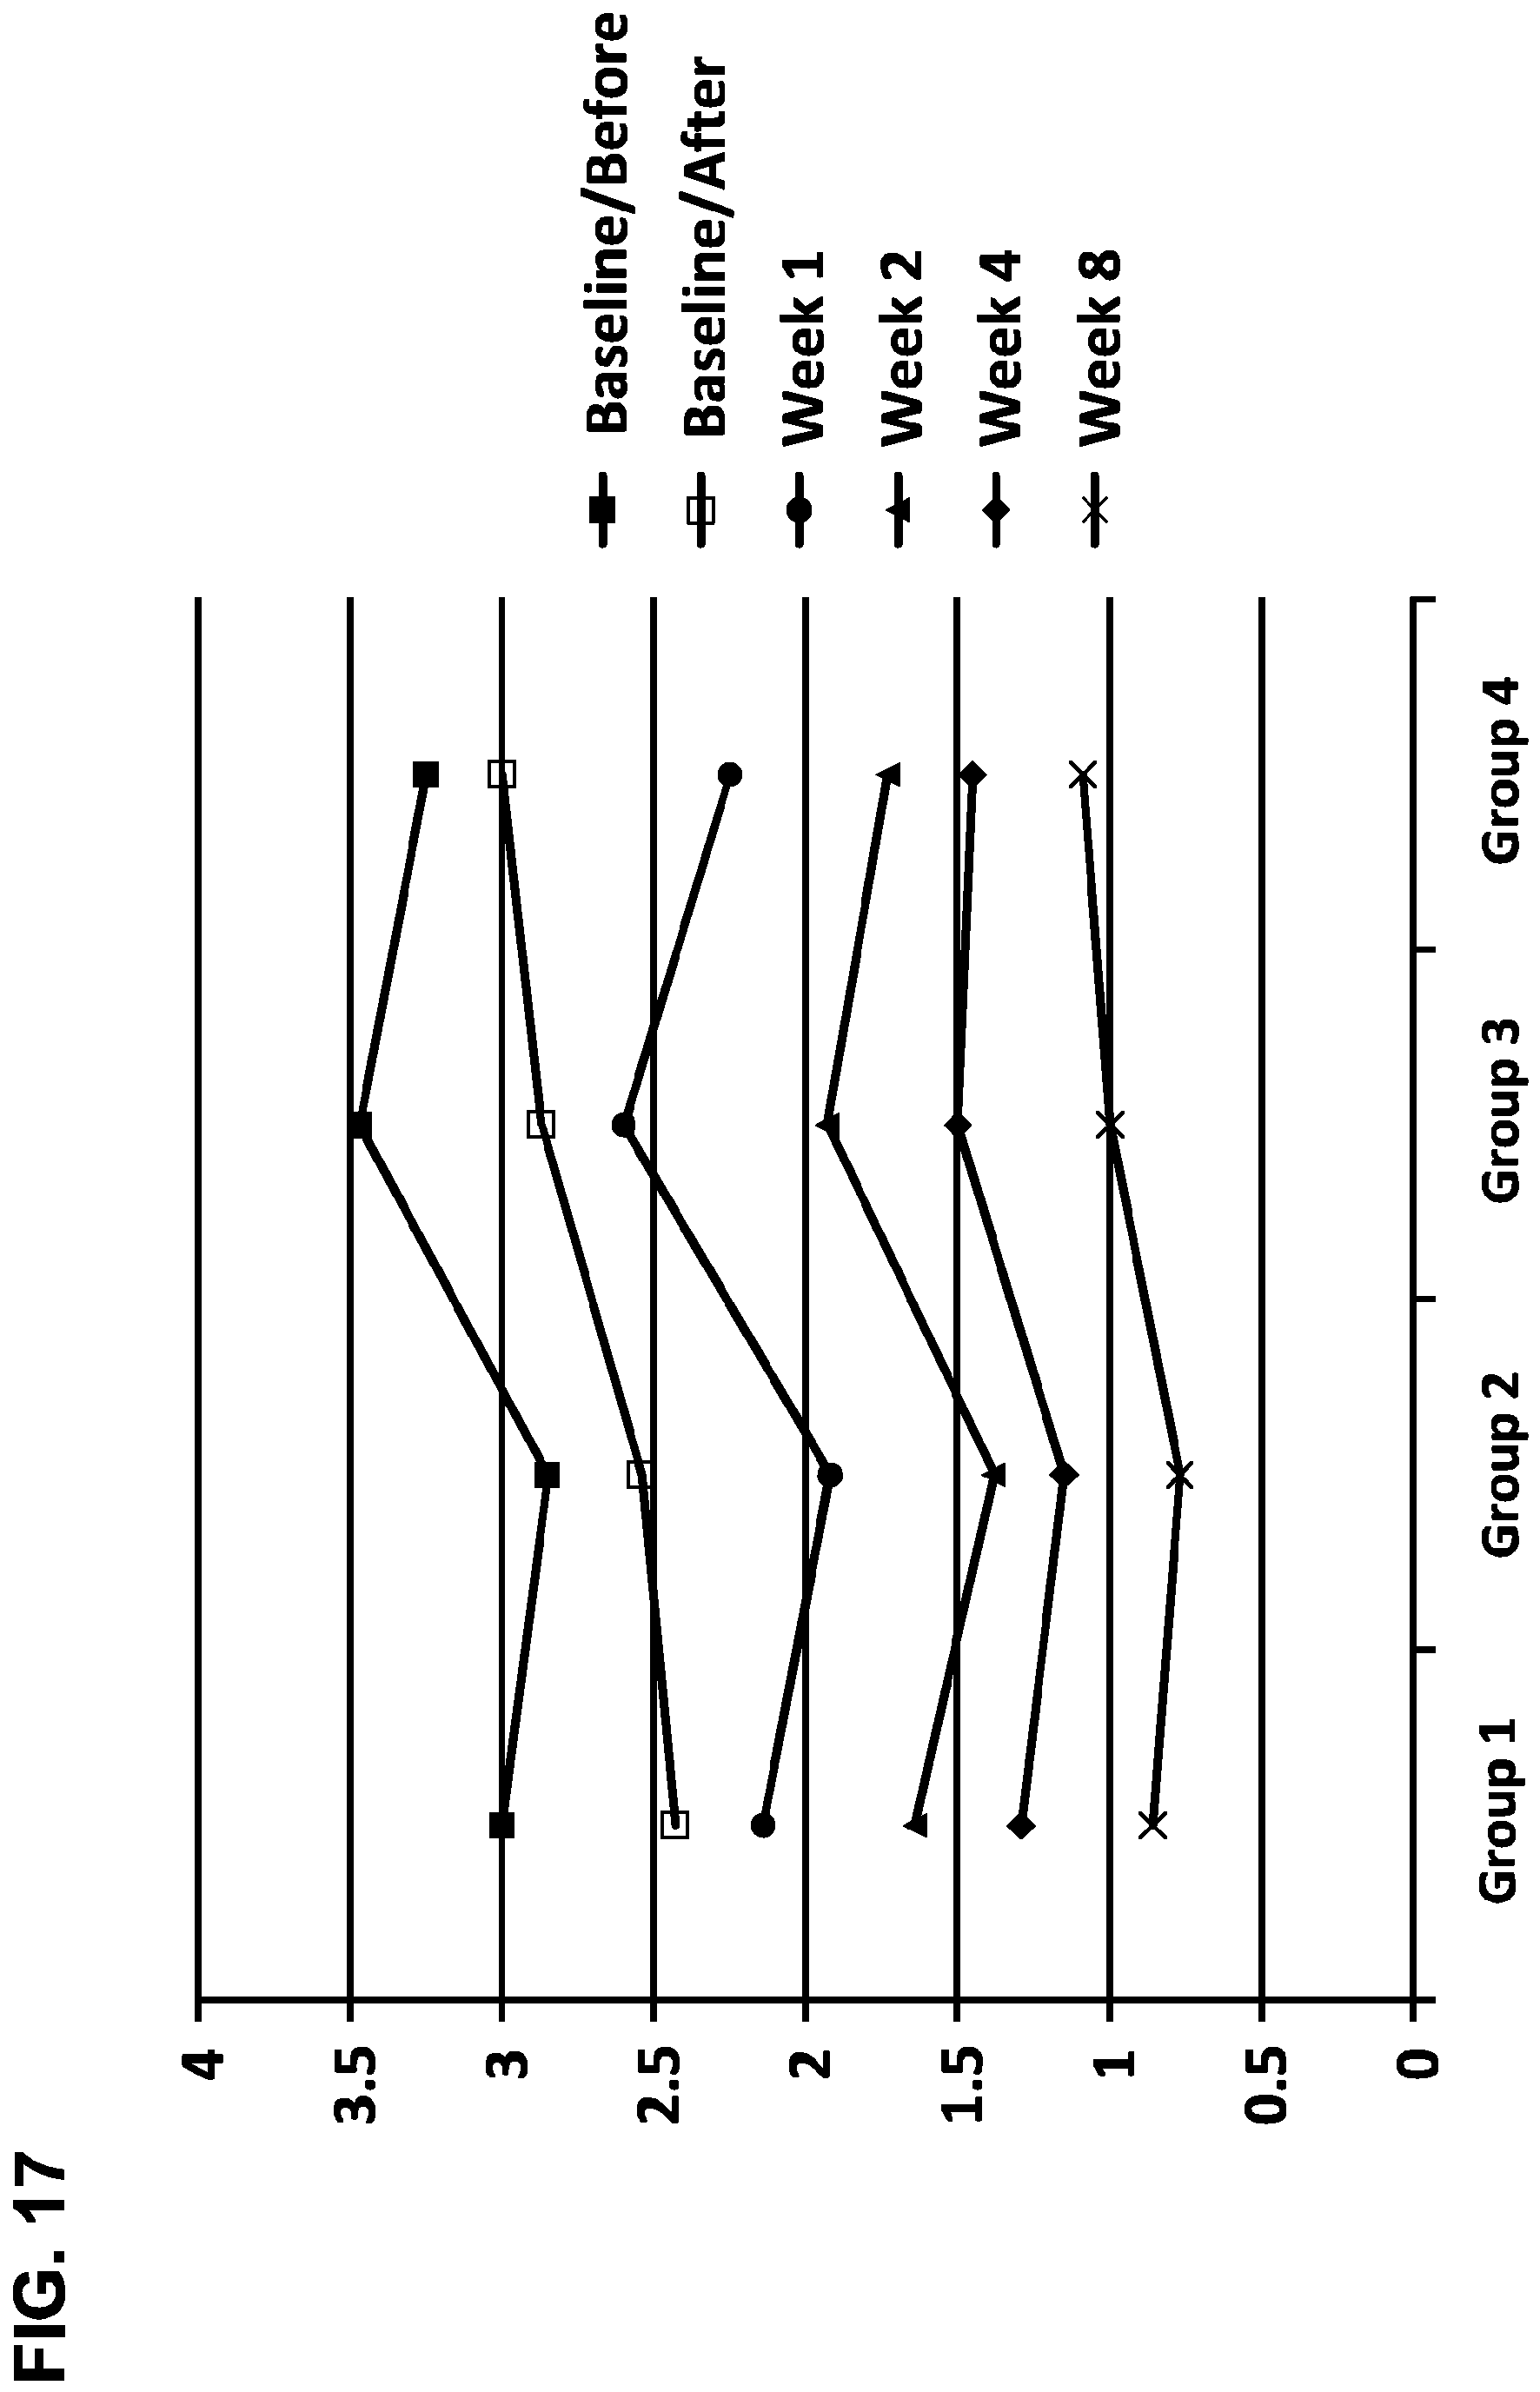 FIG. 17
4
3.5
3
2.5
2
1.5
1
0.5
0
Group 1
Group 2
Group 3
Group 4
Baseline/Before
Baseline/After
Week 1
Week 2
Week 4
Week 8